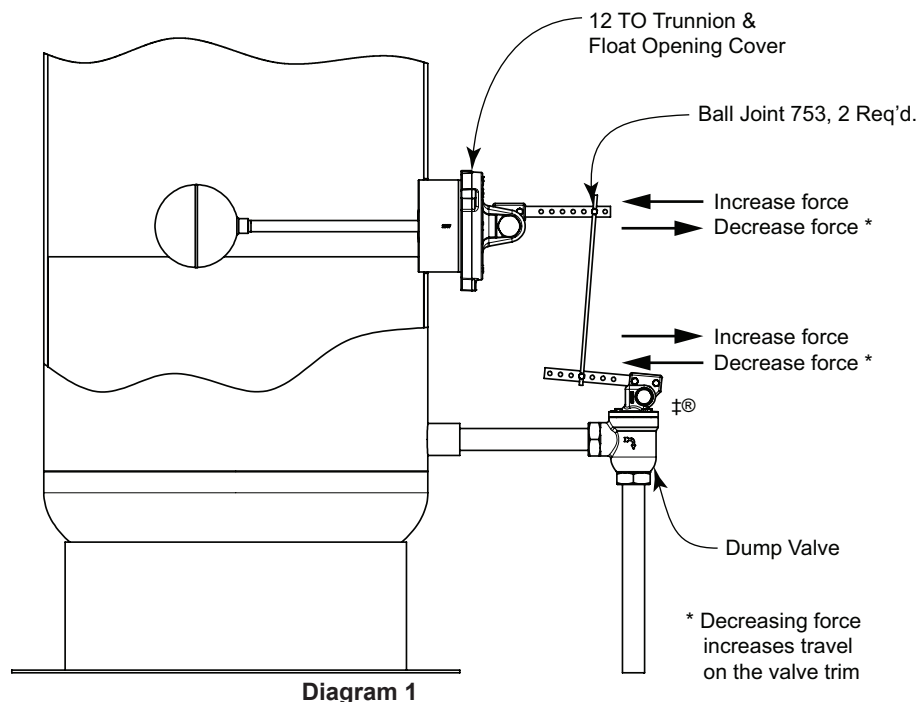 12 TO Trunnion &
Float Opening Cover
Ball Joint 753, 2 Req’d.
Increase force
Decrease force *
Increase force
Decrease force *
‡®
Dump Valve
* Decreasing force
increases travel
on the valve trim
Diagram 1